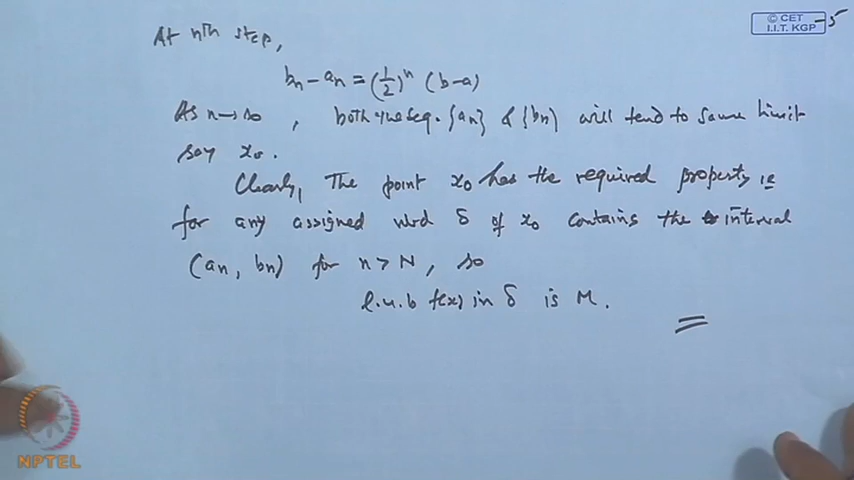 © CET
I.I.T. KGP
-5
At nth step,
bn - an = (1/2)^n (b-a)
As n→∞, both the seq. {an} & {bn} will tend to same limit
say x0.
Clearly, The point x0 has the required property ie
for any assigned nbd δ of x0 contains the interval
(an, bn) for n > N, so
l.u.b f(x) in δ is M.
NPTEL